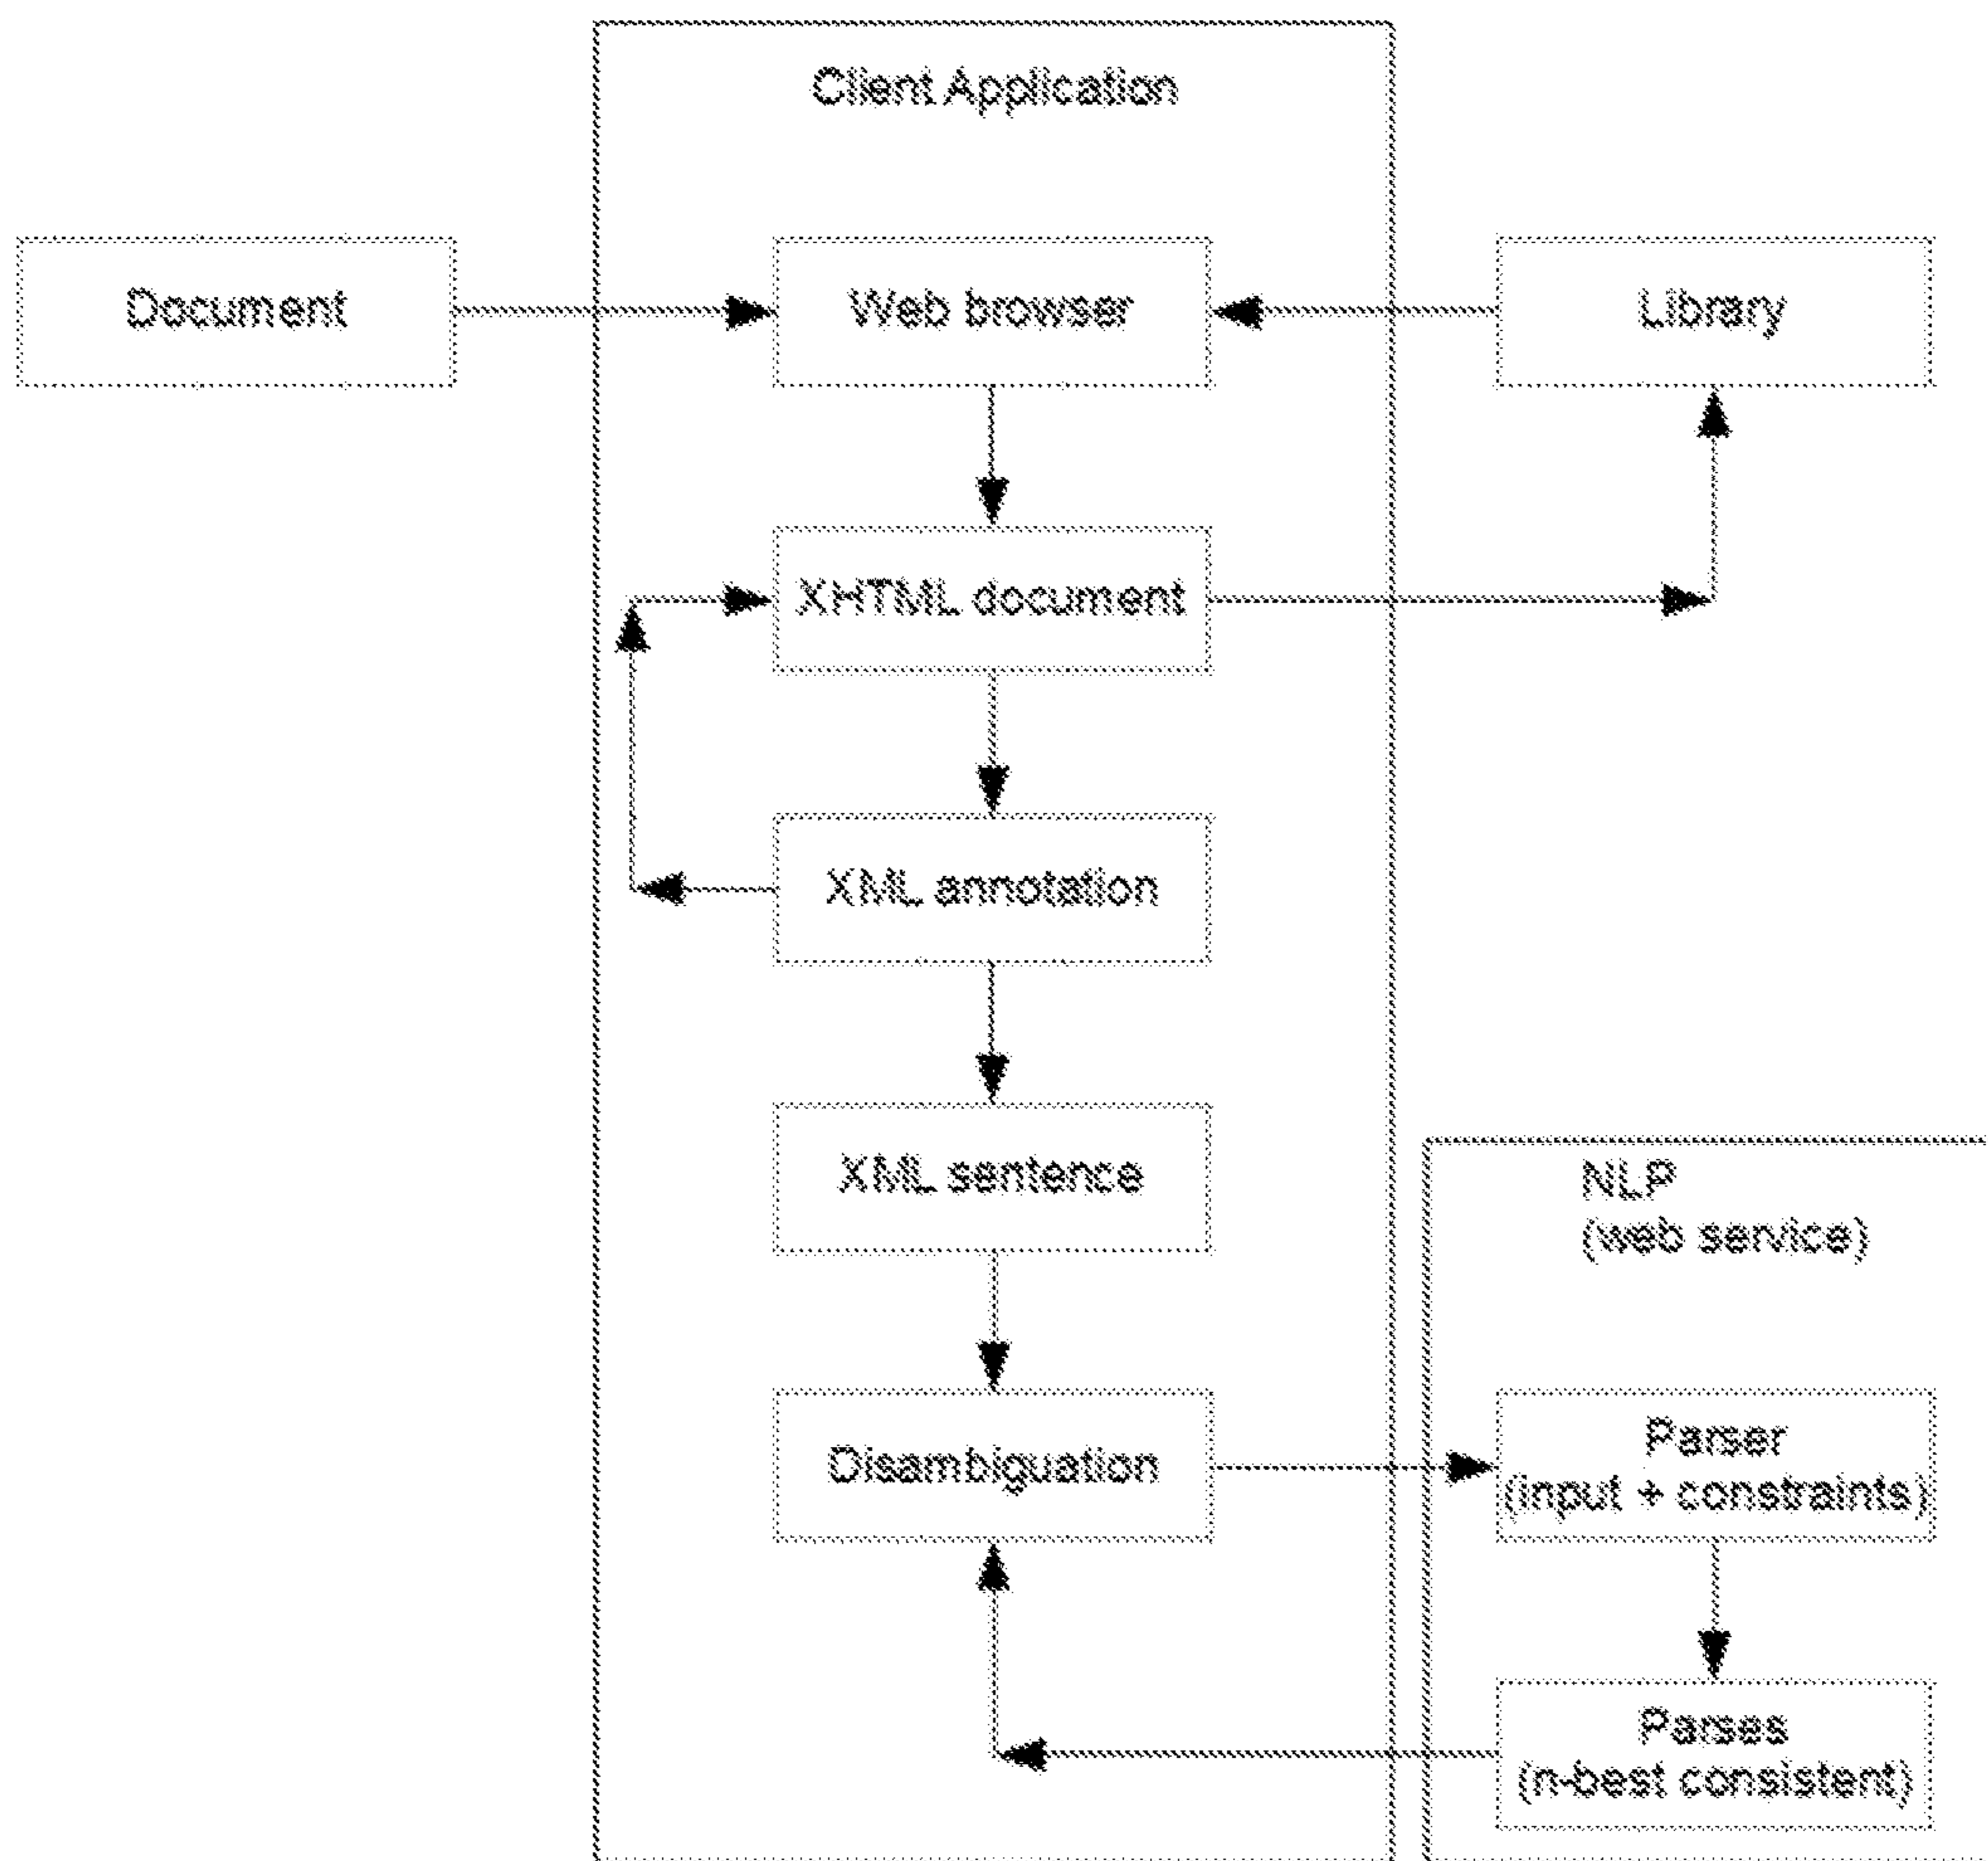 Client Application
Document
Web browser
Library
XHTML document
XML annotation
XML sentence
NLP
(web service)
Disambiguation
Parser
(input + constraints)
Parses
(n-best consistent)